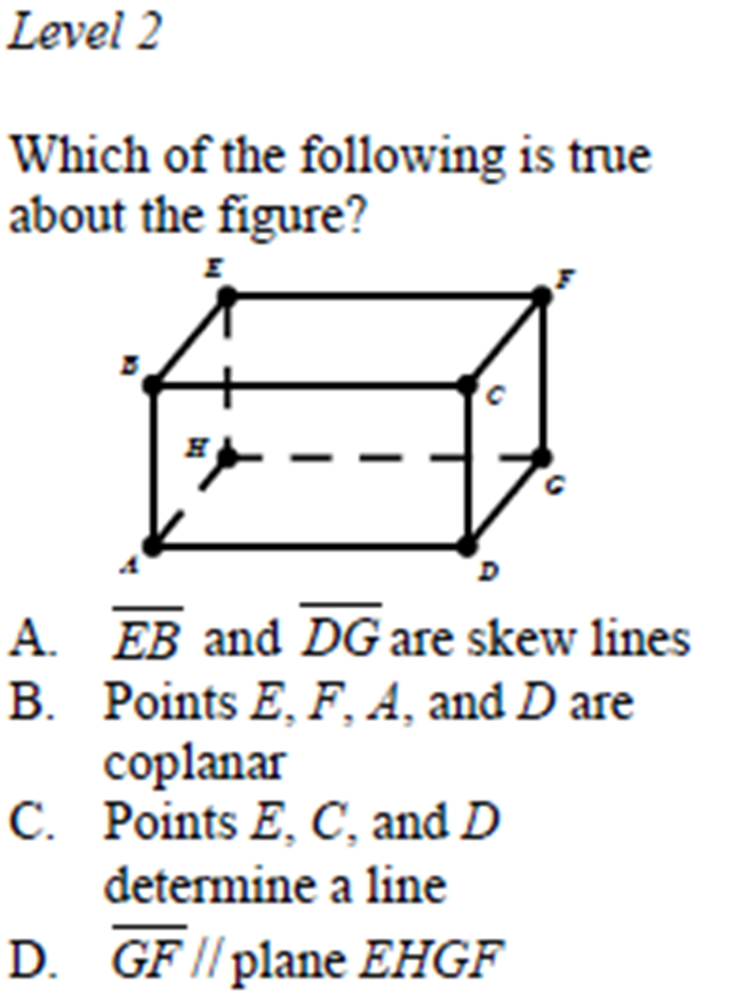 Level 2
Which of the following is true
about the figure?
E
F
B
C
H
G
A
D
A. EB and DG are skew lines
B. Points E, F, A, and D are
coplanar
C. Points E, C, and D
determine a line
D. GF // plane EHGF